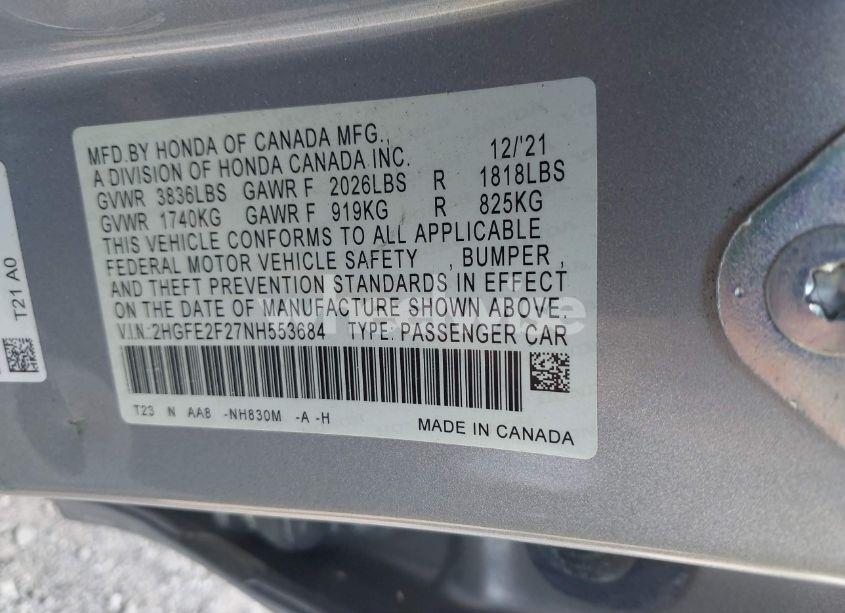 MFD.BY HONDA OF CANADA MFG., 12/'21
A DIVISION OF HONDA CANADA INC.
GVWR 3836LBS GAWR F 2026LBS R 1818LBS
GVWR 1740KG GAWR F 919KG R 825KG
THIS VEHICLE CONFORMS TO ALL APPLICABLE
FEDERAL MOTOR VEHICLE SAFETY , BUMPER ,
AND THEFT PREVENTION STANDARDS IN EFFECT
ON THE DATE OF MANUFACTURE SHOWN ABOVE.
V.I.N.:2HGFE2F27NH553684 TYPE: PASSENGER CAR
T23 N AAB -NH830M -A -H
MADE IN CANADA
T21 A0